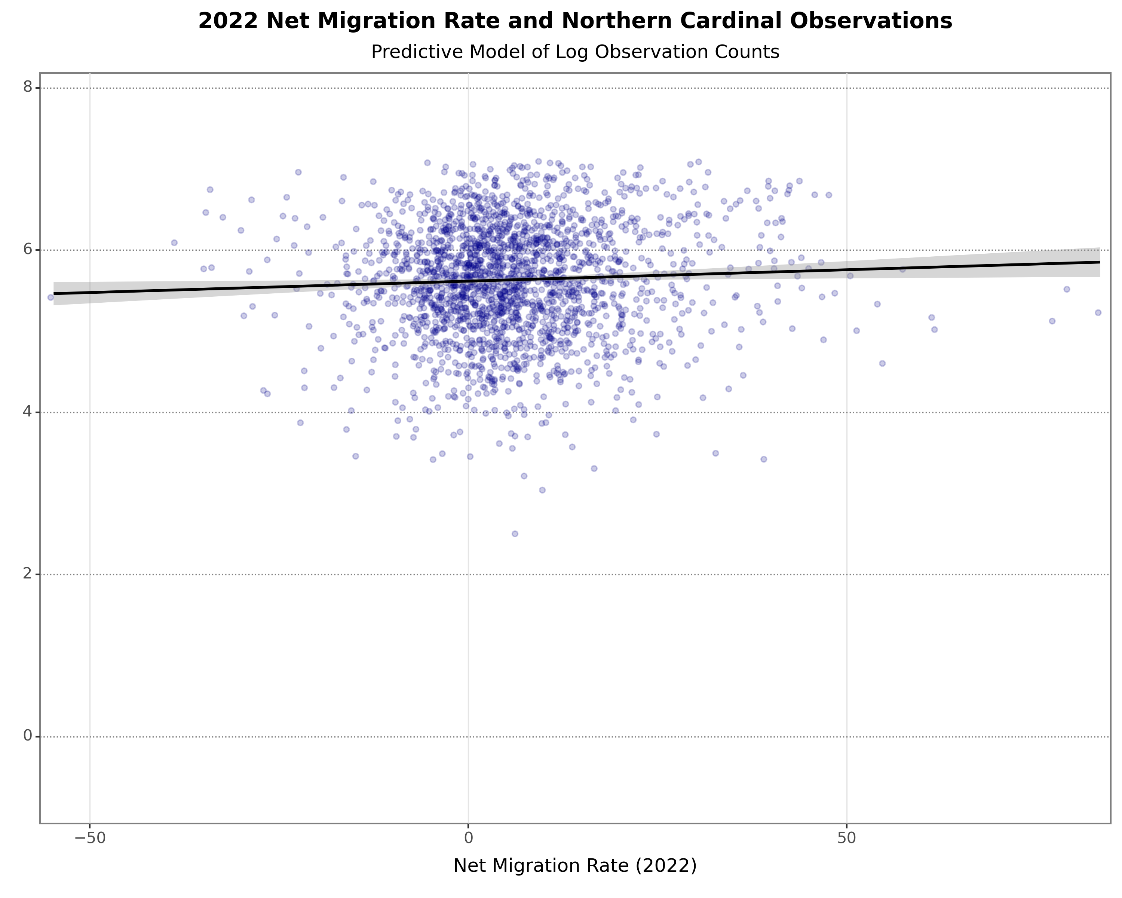 2022 Net Migration Rate and Northern Cardinal Observations
Predictive Model of Log Observation Counts
8
6
4
2
0
−50 0 50
Net Migration Rate (2022)